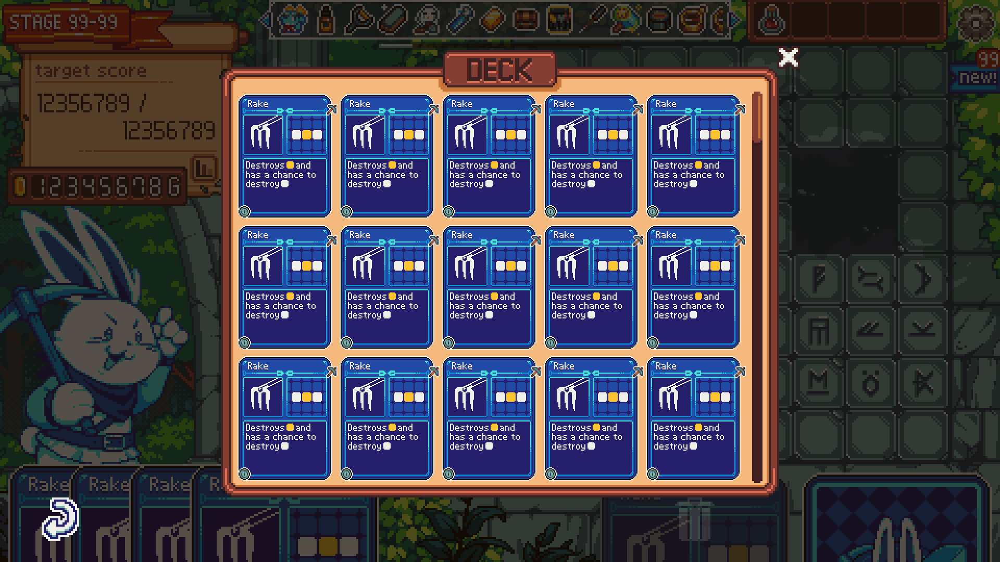 STAGE 99-99
target score
12356789 /
12356789
12345678G
99
new!
DECK
Rake Rake Rake Rake Rake
Destroys and Destroys and Destroys and Destroys and Destroys and
has a chance to has a chance to has a chance to has a chance to has a chance to
destroy destroy destroy destroy destroy
Rake Rake Rake Rake Rake
Destroys and Destroys and Destroys and Destroys and Destroys and
has a chance to has a chance to has a chance to has a chance to has a chance to
destroy destroy destroy destroy destroy
Rake Rake Rake Rake Rake
Destroys and Destroys and Destroys and Destroys and Destroys and
has a chance to has a chance to has a chance to has a chance to has a chance to
destroy destroy destroy destroy destroy
Rake Rake Rake